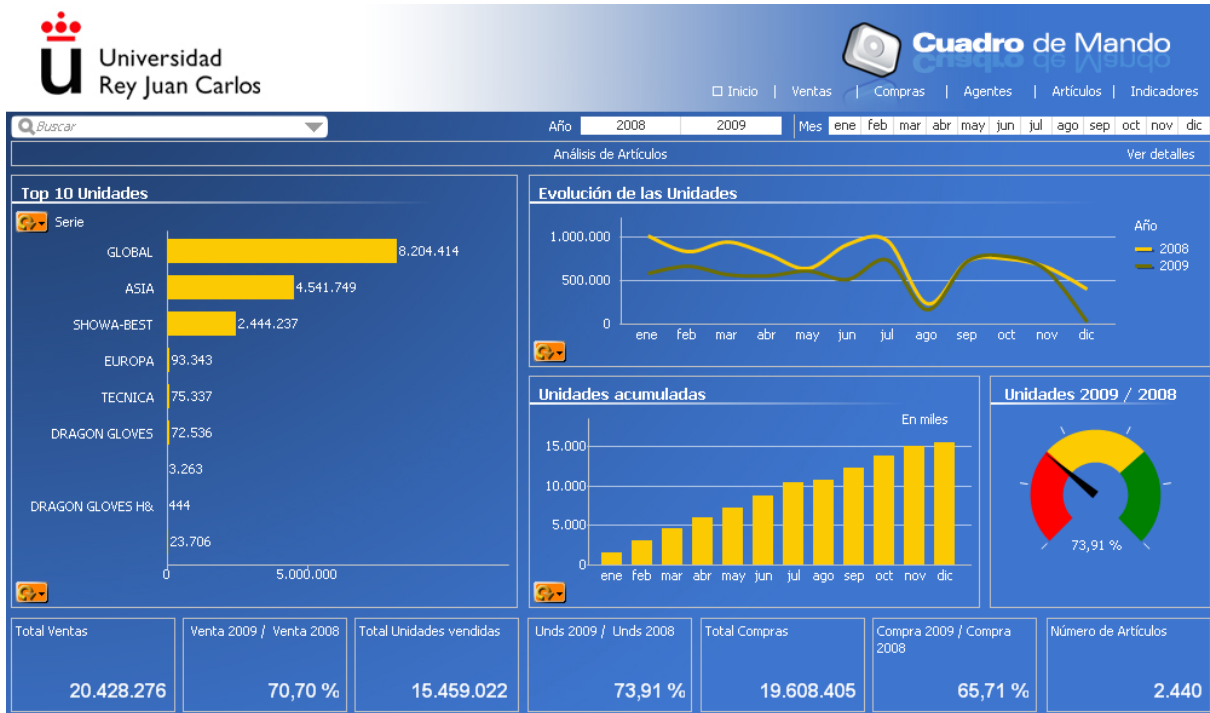 Universidad
Rey Juan Carlos
Cuadro de Mando
Inicio | Ventas | Compras | Agentes | Artículos | Indicadores
Buscar
Año 2008 2009 Mes ene feb mar abr may jun jul ago sep oct nov dic
Análisis de Artículos Ver detalles
Top 10 Unidades
Serie
GLOBAL 8.204.414
ASIA 4.541.749
SHOWA-BEST 2.444.237
EUROPA 93.343
TECNICA 75.337
DRAGON GLOVES 72.536
3.263
DRAGON GLOVES H& 444
23.706
0 5.000.000
Evolución de las Unidades
Año
2008
2009
1.000.000
500.000
0
ene feb mar abr may jun jul ago sep oct nov dic
Unidades acumuladas
En miles
15.000
10.000
5.000
0
ene feb mar abr may jun jul ago sep oct nov dic
Unidades 2009 / 2008
73,91 %
Total Ventas
20.428.276
Venta 2009 / Venta 2008
70,70 %
Total Unidades vendidas
15.459.022
Unds 2009 / Unds 2008
73,91 %
Total Compras
19.608.405
Compra 2009 / Compra
2008
65,71 %
Número de Artículos
2.440